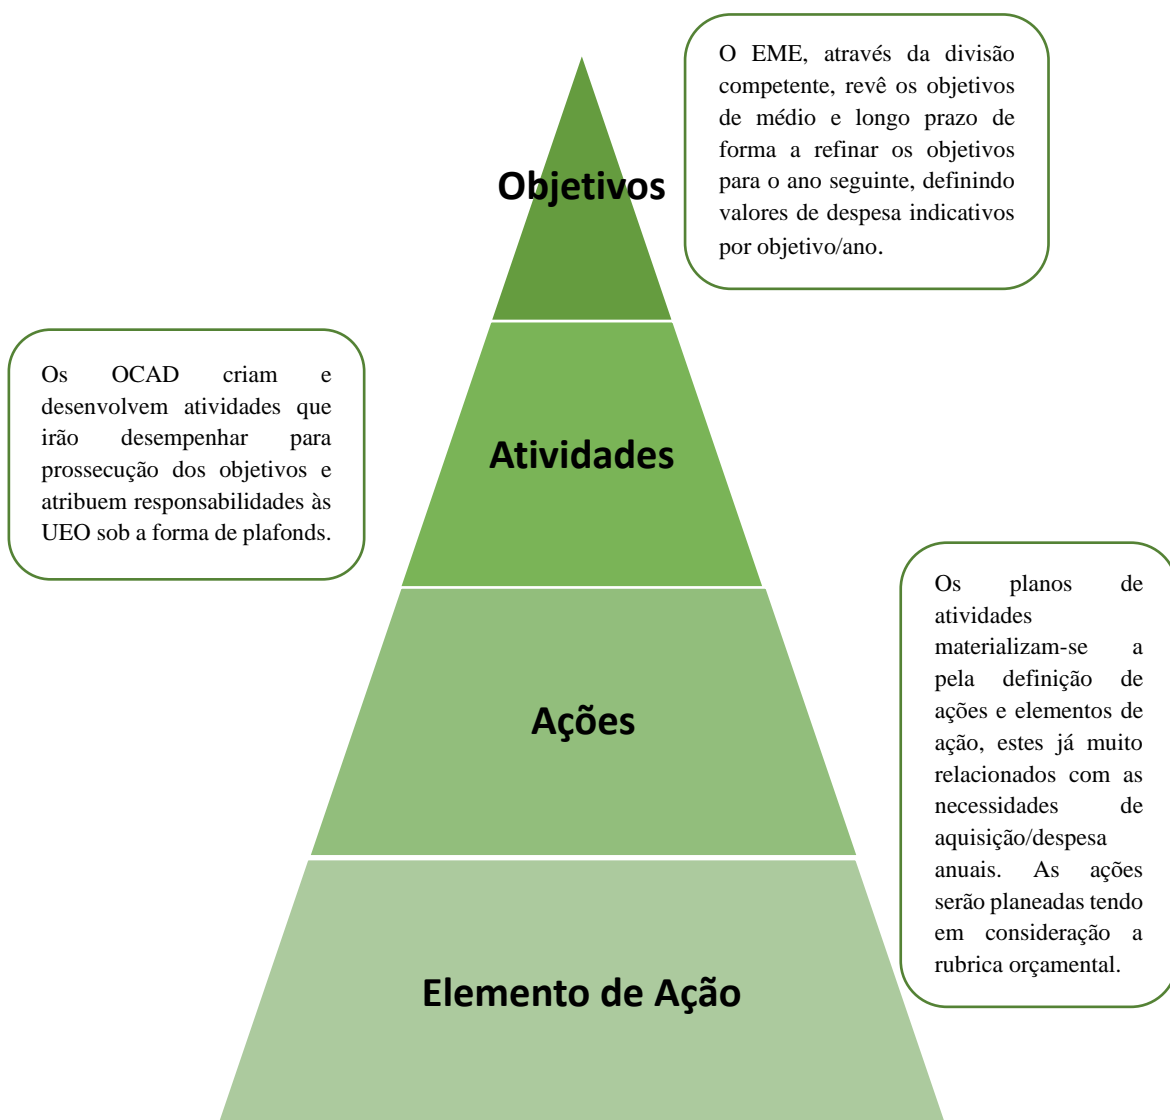 O EME, através da divisão
competente, revê os objetivos
de médio e longo prazo de
forma a refinar os objetivos
para o ano seguinte, definindo
valores de despesa indicativos
por objetivo/ano.
Objetivos
Os OCAD criam e
desenvolvem atividades que
irão desempenhar para
prossecução dos objetivos e
atribuem responsabilidades às
UEO sob a forma de plafonds.
Atividades
Os planos de
atividades
materializam-se a
pela definição de
ações e elementos de
ação, estes já muito
relacionados com as
necessidades de
aquisição/despesa
anuais. As ações
serão planeadas tendo
em consideração a
rubrica orçamental.
Ações
Elemento de Ação